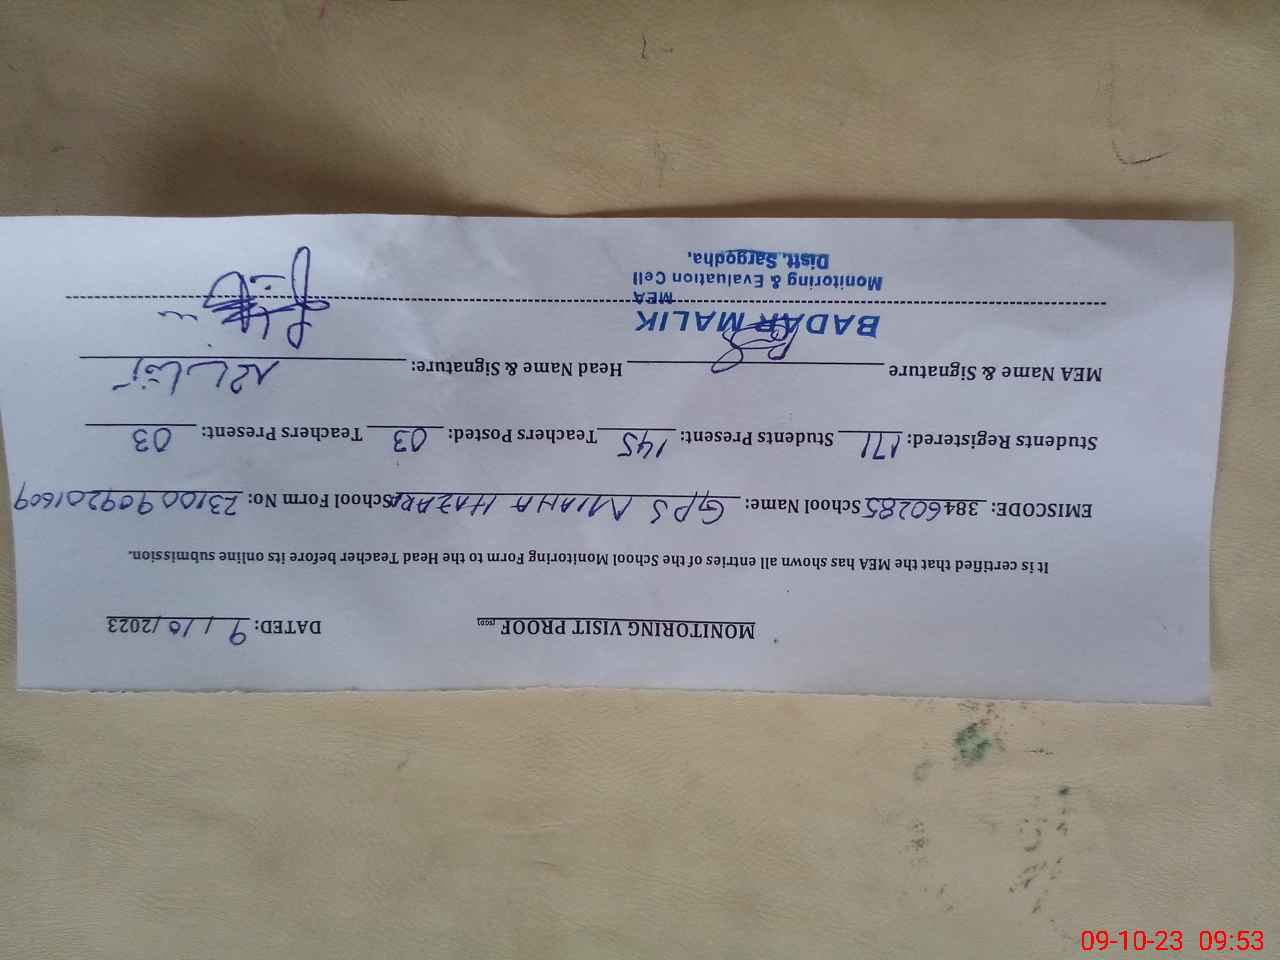 MONITORING VISIT PROOF DATED: 9/10/2023
It is certified that the MEA has shown all entries of the School Monitoring Form to the Head Teacher before its online submission.
EMISCODE: 38460285 School Name: GPS MIANA HAZARA School Form No: 23100909201609
Students Registered: 171 Students Present: 145 Teachers Posted: 03 Teachers Present: 03
MEA Name & Signature Head Name & Signature:
BADAR MALIK
MEA
Monitoring & Evaluation Cell
Distt. Sargodha.
09-10-23 09:53